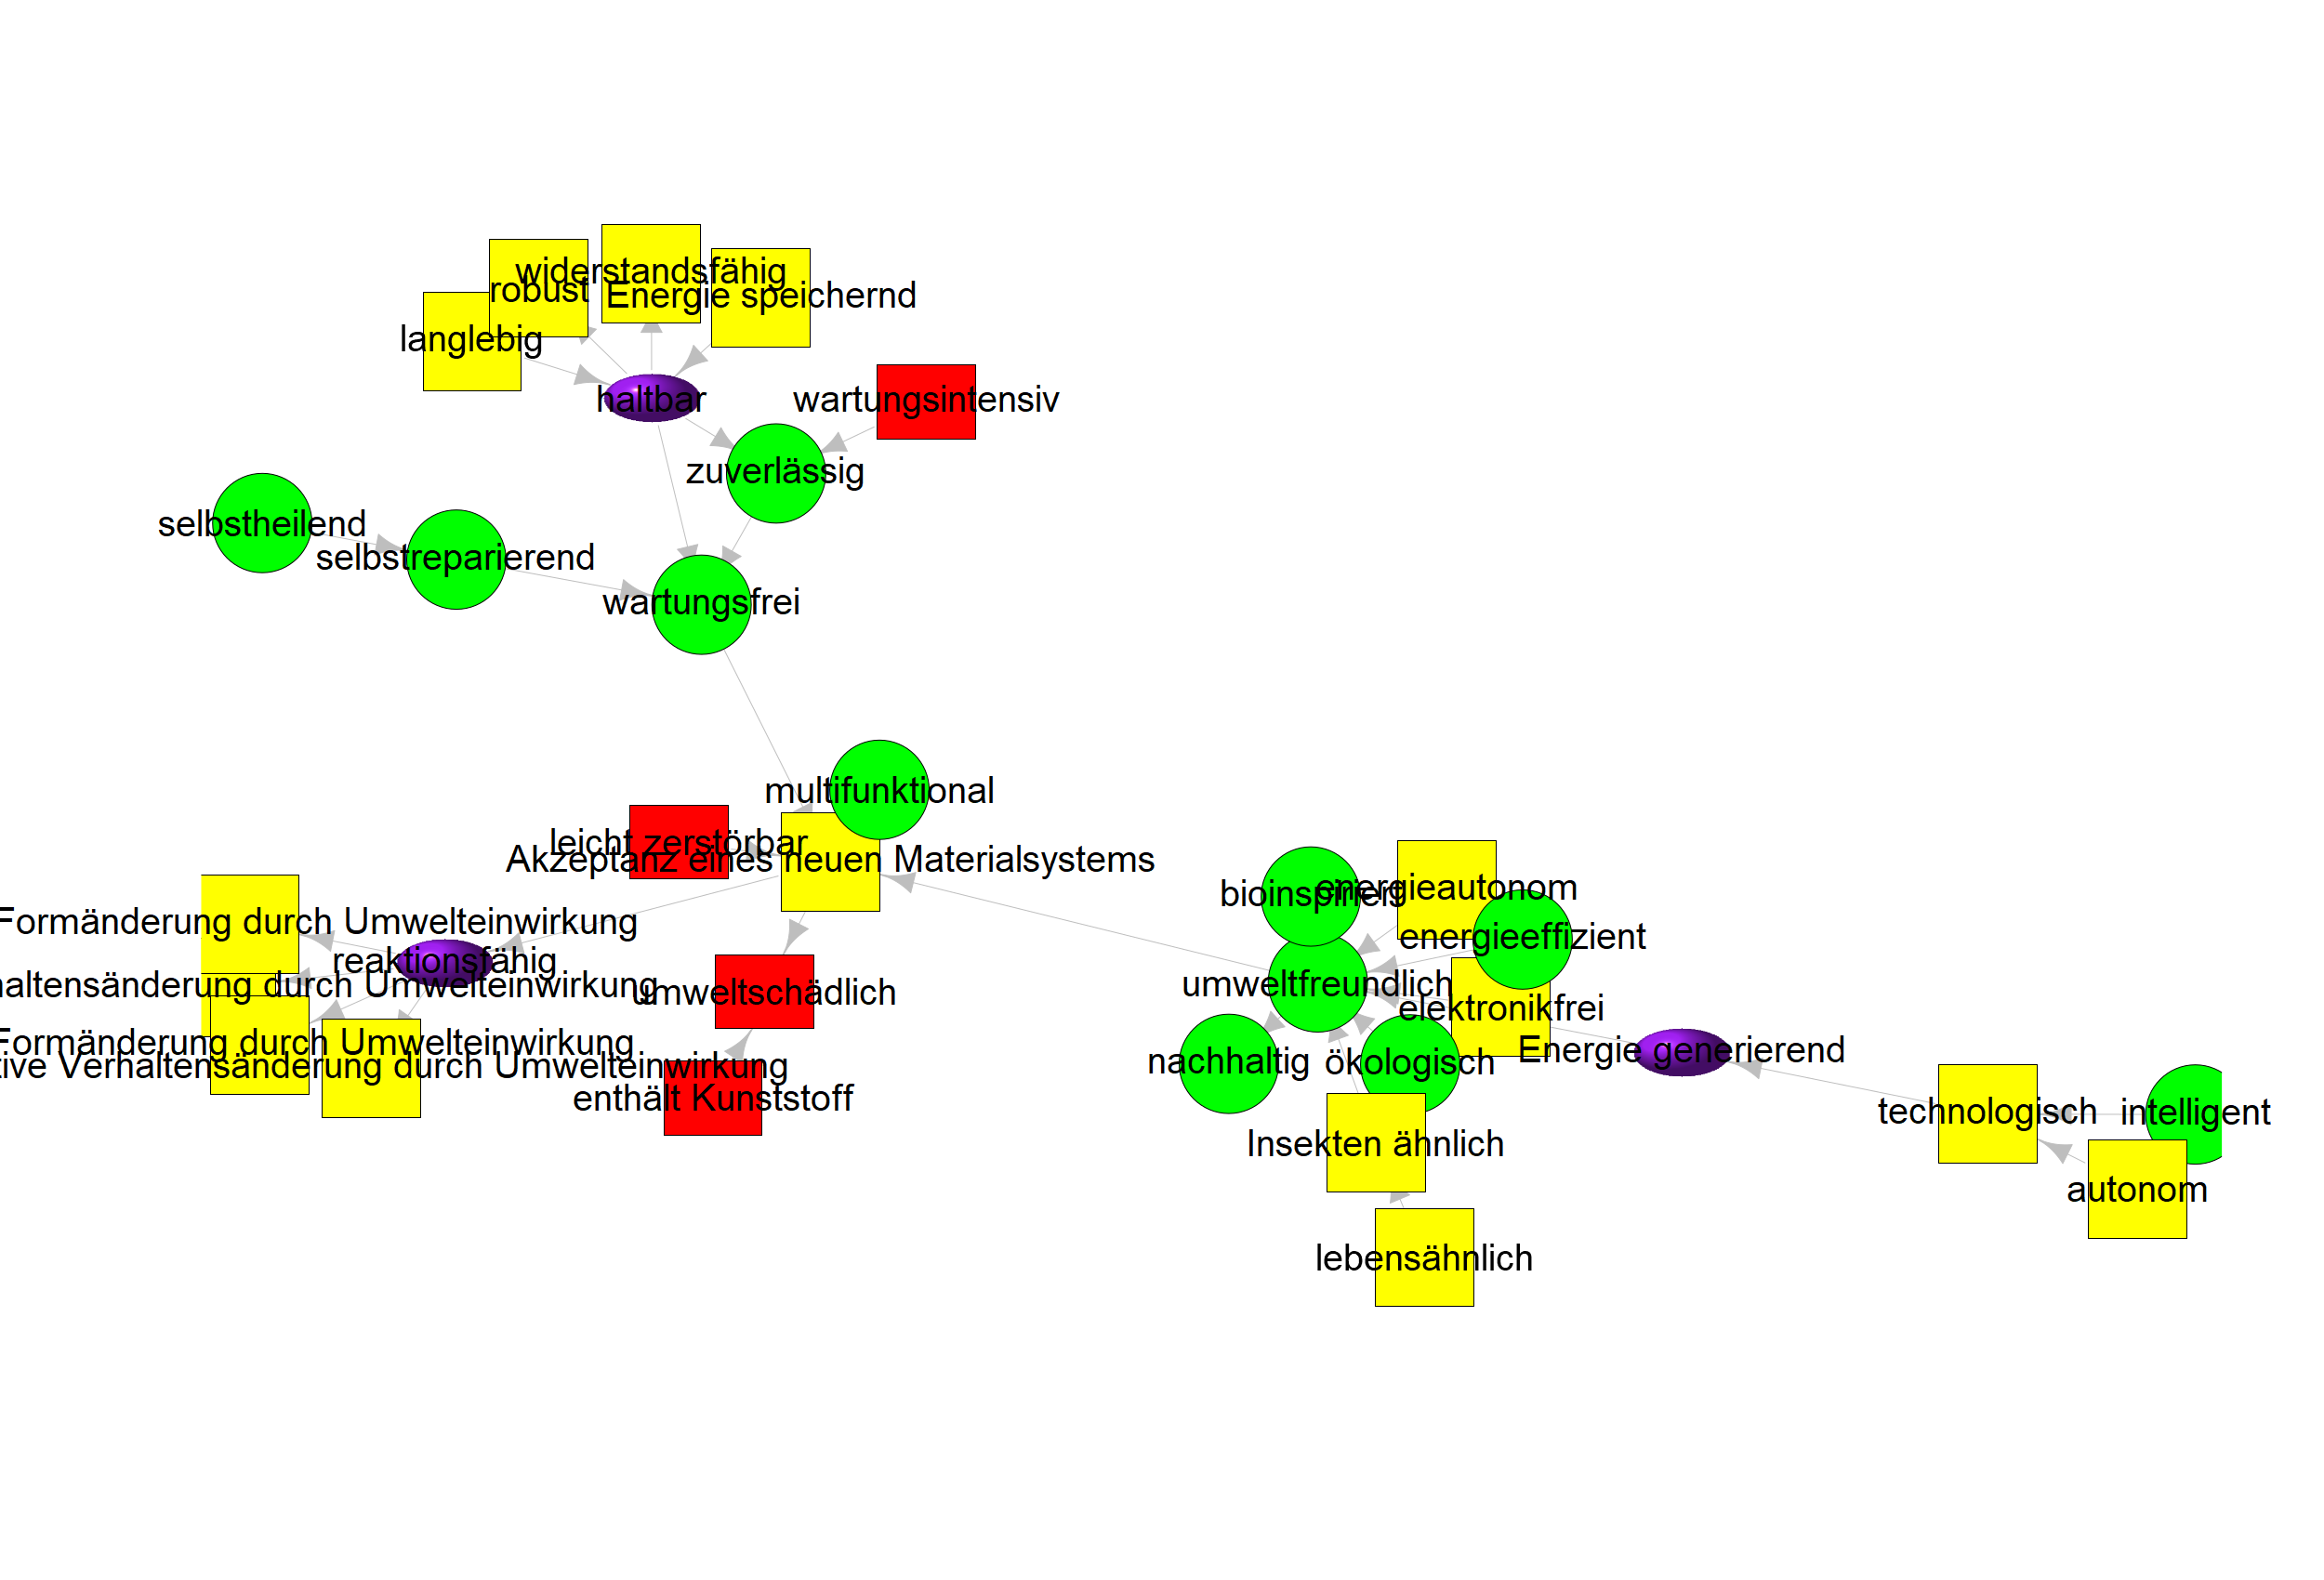 widerstandsfähig
robust
Energie speichernd
langlebig
haltbar
wartungsintensiv
zuverlässig
selbstheilend
selbstreparierend
wartungsfrei
multifunktional
leicht zerstörbar
Akzeptanz eines neuen Materialsystems
bioinspiriert
energieautonom
Formänderung durch Umwelteinwirkung
energieeffizient
reaktionsfähig
haltensänderung durch Umwelteinwirkung
umweltschädlich
umweltfreundlich
elektronikfrei
Formänderung durch Umwelteinwirkung
tive Verhaltensänderung durch Umwelteinwirkung
enthält Kunststoff
nachhaltig
ökologisch
Energie generierend
technologisch
intelligent
Insekten ähnlich
autonom
lebensähnlich